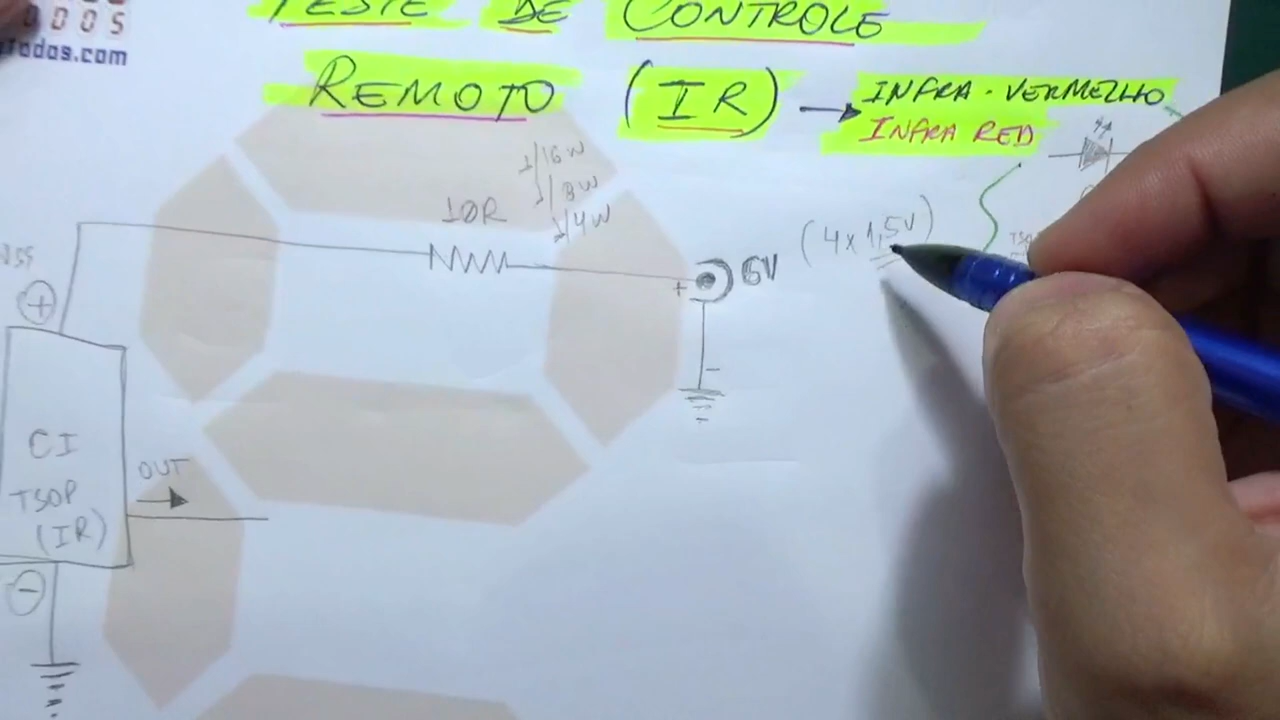 TESTE DE CONTROLE
REMOTO (IR) → INFRA-VERMELHO
INFRA RED
1/16W
1/8W
1/4W
10R
(4x1,5V)
6V
+
-
VSS
+
CI
TSOP
(IR)
OUT
-